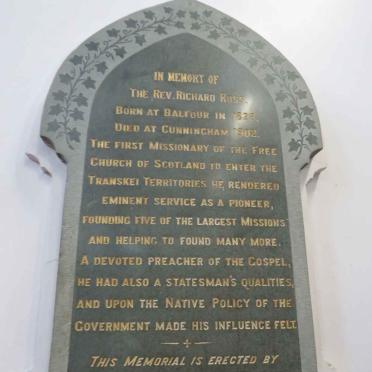 IN MEMORY OF
THE REV. RICHARD ROSS.
BORN AT BALFOUR IN
DIED AT CUNNINGHAM 1902.
THE FIRST MISSIONARY OF THE FREE
CHURCH OF SCOTLAND TO ENTER THE
TRANSKEI TERRITORIES HE RENDERED
EMINENT SERVICE AS A PIONEER,
FOUNDING FIVE OF THE LARGEST MISSIONS
AND HELPING TO FOUND MANY MORE.
A DEVOTED PREACHER OF THE GOSPEL,
HE HAD ALSO A STATESMAN'S QUALITIES,
AND UPON THE NATIVE POLICY OF THE
GOVERNMENT MADE HIS INFLUENCE FELT.
THIS MEMORIAL IS ERECTED BY